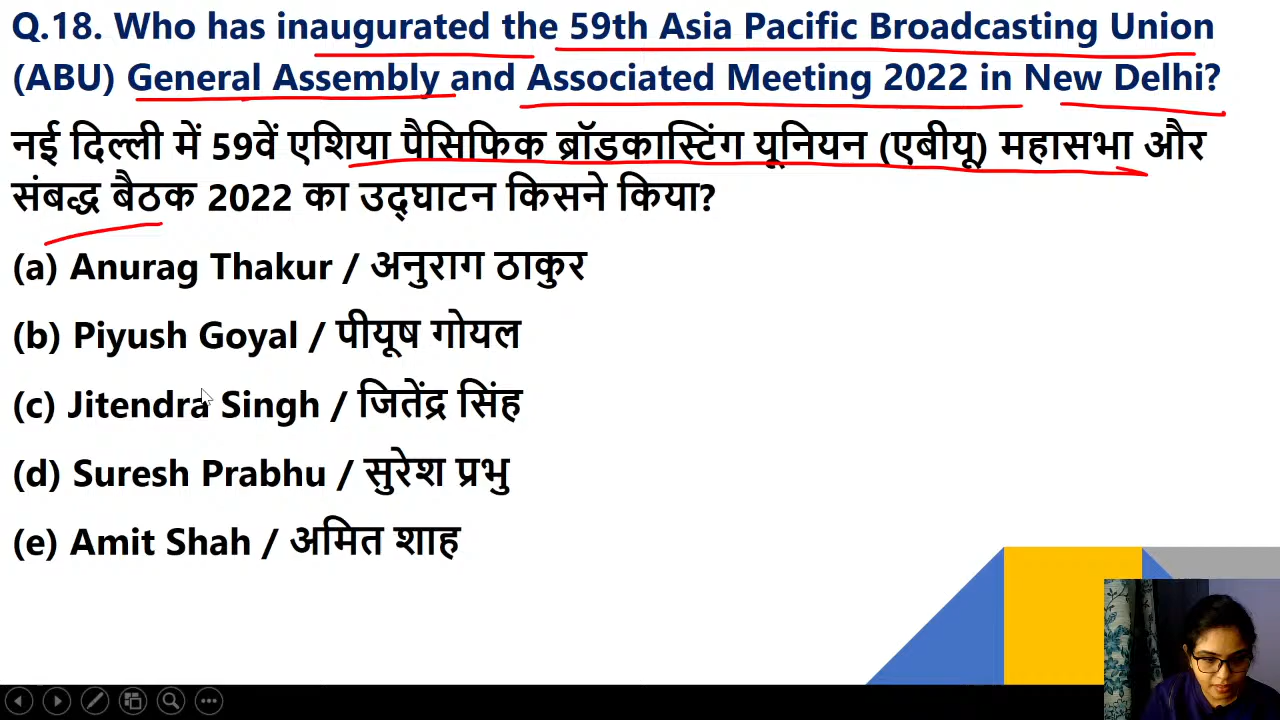 Q.18. Who has inaugurated the 59th Asia Pacific Broadcasting Union
(ABU) General Assembly and Associated Meeting 2022 in New Delhi?
नई दिल्ली में 59वें एशिया पैसिफिक ब्रॉडकास्टिंग यूनियन (एबीयू) महासभा और
संबद्ध बैठक 2022 का उद्घाटन किसने किया?
(a) Anurag Thakur / अनुराग ठाकुर
(b) Piyush Goyal / पीयूष गोयल
(c) Jitendra Singh / जितेंद्र सिंह
(d) Suresh Prabhu / सुरेश प्रभु
(e) Amit Shah / अमित शाह